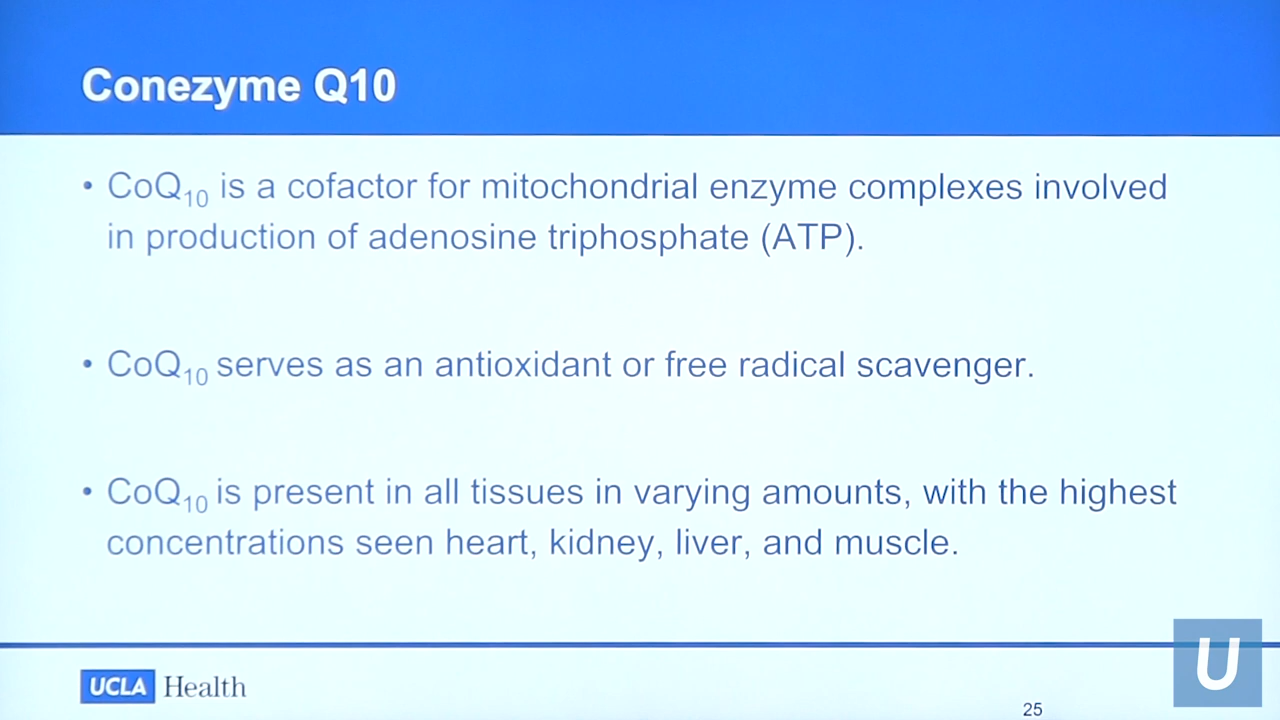 Conezyme Q10
• CoQ10 is a cofactor for mitochondrial enzyme complexes involved
in production of adenosine triphosphate (ATP).
• CoQ10 serves as an antioxidant or free radical scavenger.
• CoQ10 is present in all tissues in varying amounts, with the highest
concentrations seen heart, kidney, liver, and muscle.
UCLA Health
25
U